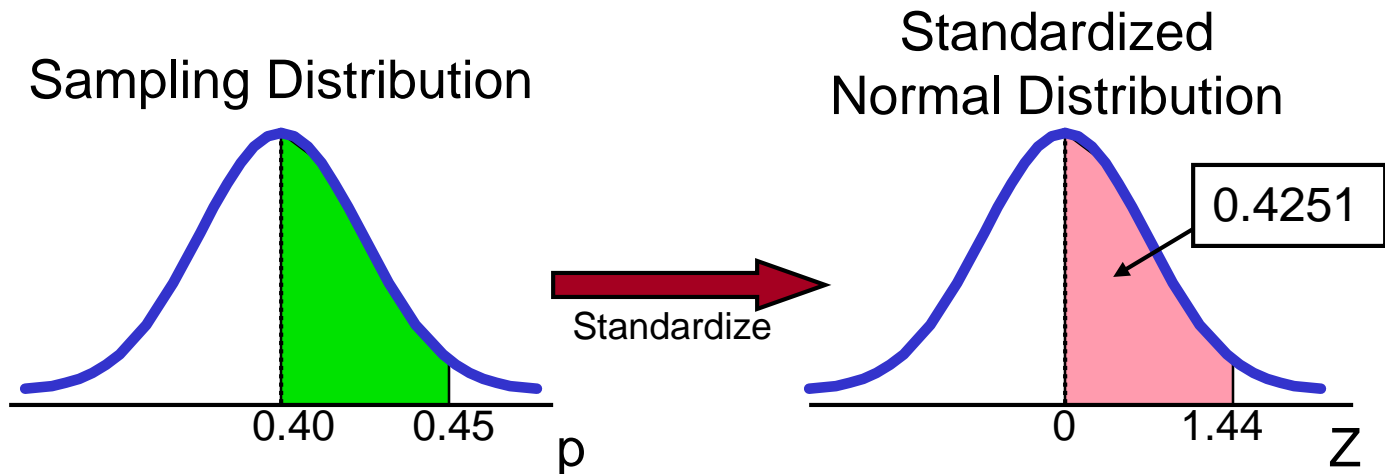 Sampling Distribution
0.40
0.45
p
Standardize
Standardized
Normal Distribution
0.4251
0
1.44
Z